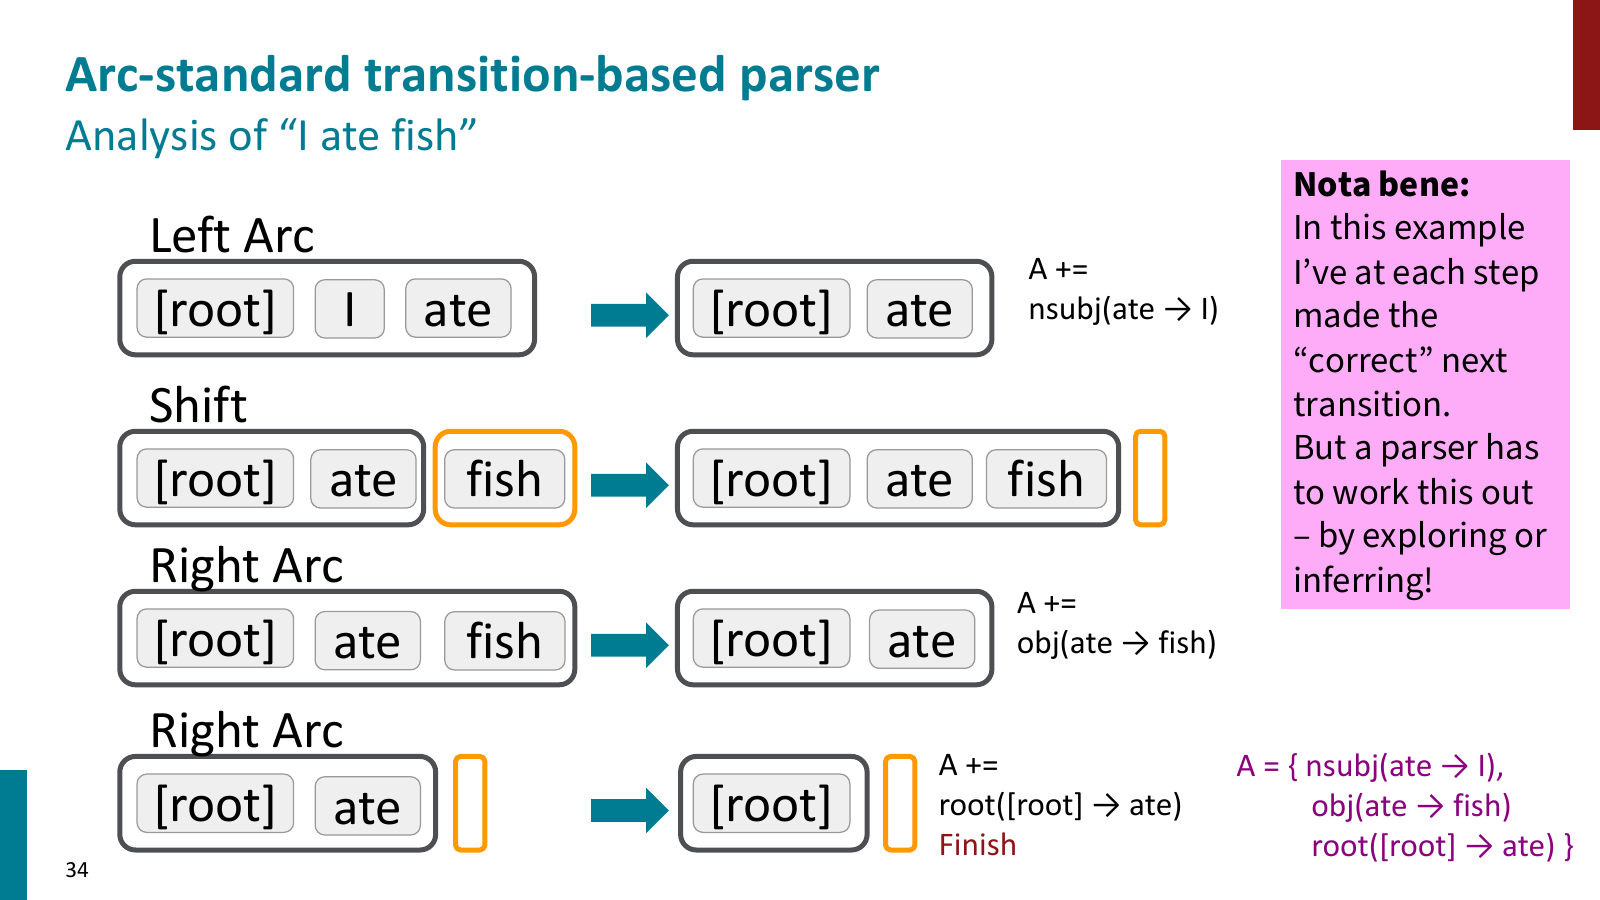 Arc-standard transition-based parser
Analysis of “I ate fish”
Left Arc
[root] I ate [root] ate
A +=
nsubj(ate → I)
Shift
[root] ate fish [root] ate fish
Right Arc
[root] ate fish [root] ate
A +=
obj(ate → fish)
Right Arc
[root] ate [root]
A +=
root([root] → ate)
Finish
A = { nsubj(ate → I),
obj(ate → fish)
root([root] → ate) }
Nota bene:
In this example
I’ve at each step
made the
“correct” next
transition.
But a parser has
to work this out
– by exploring or
inferring!
34